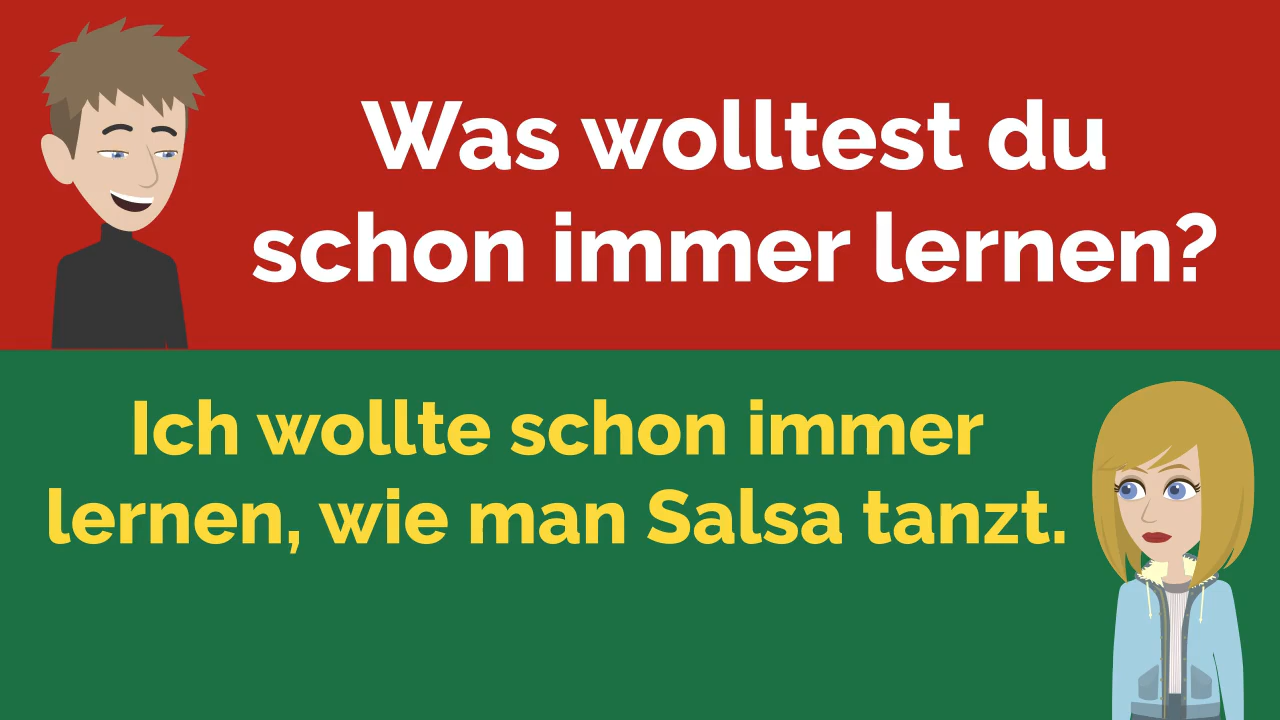 Was wolltest du
schon immer lernen?
Ich wollte schon immer
lernen, wie man Salsa tanzt.